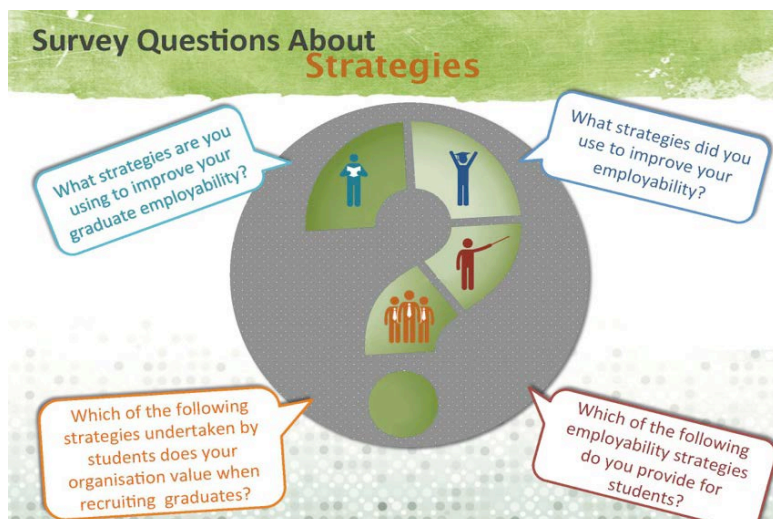 Survey Questions About
Strategies
What strategies are you
using to improve your
graduate employability?
What strategies did you
use to improve your
employability?
Which of the following
strategies undertaken by
students does your
organisation value when
recruiting graduates?
Which of the following
employability strategies
do you provide for
students?